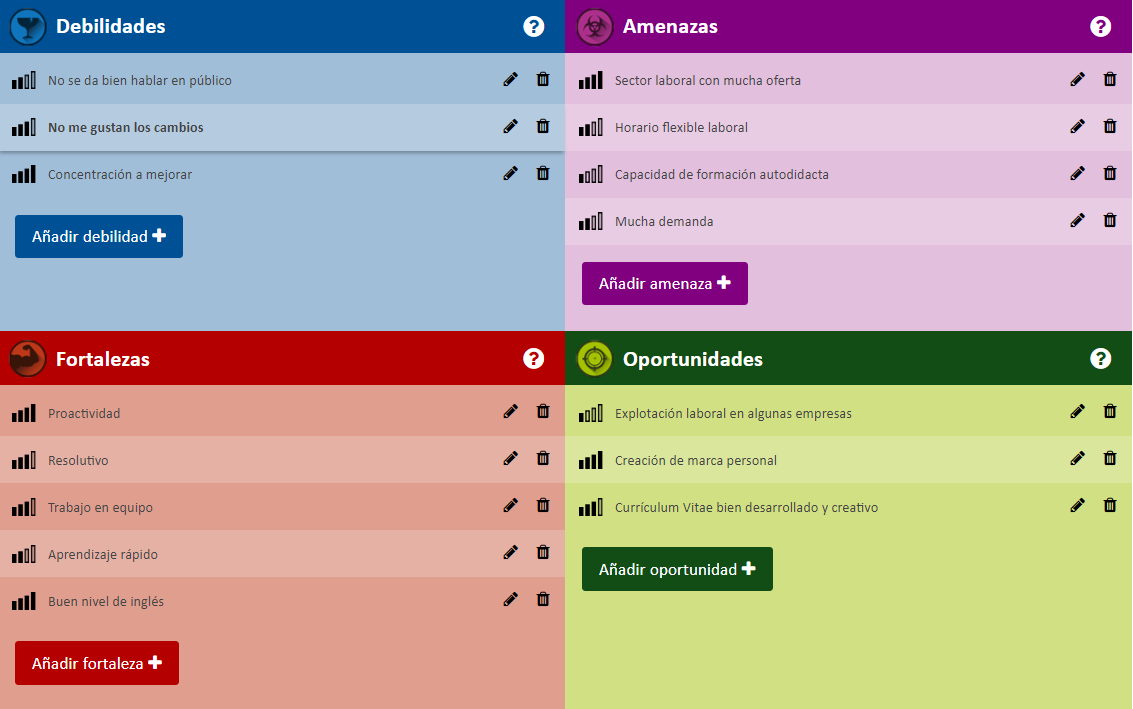 Debilidades
?
No se da bien hablar en público
No me gustan los cambios
Concentración a mejorar
Añadir debilidad
Amenazas
?
Sector laboral con mucha oferta
Horario flexible laboral
Capacidad de formación autodidacta
Mucha demanda
Añadir amenaza
Fortalezas
?
Proactividad
Resolutivo
Trabajo en equipo
Aprendizaje rápido
Buen nivel de inglés
Añadir fortaleza
Oportunidades
?
Explotación laboral en algunas empresas
Creación de marca personal
Currículum Vitae bien desarrollado y creativo
Añadir oportunidad